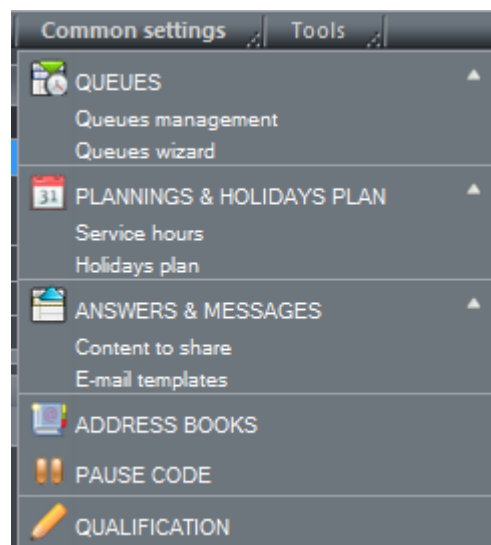 Common settings Tools
QUEUES
Queues management
Queues wizard
31 PLANNINGS & HOLIDAYS PLAN
Service hours
Holidays plan
ANSWERS & MESSAGES
Content to share
E-mail templates
ADDRESS BOOKS
PAUSE CODE
QUALIFICATION